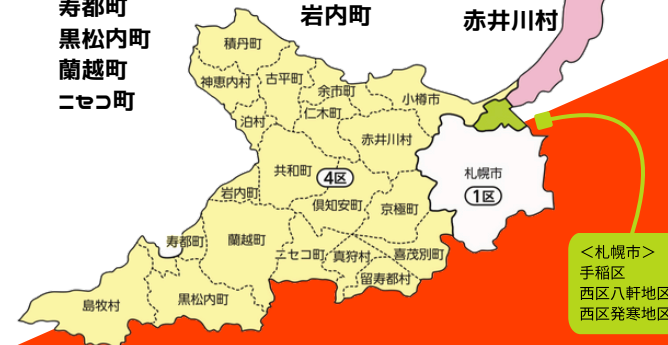 寿都町
黒松内町
蘭越町
ニセコ町
岩内町
赤井川村
積丹町
神恵内村
古平町
余市町
小樽市
仁木町
泊村
赤井川村
共和町
4区
札幌市
1区
岩内町
倶知安町
京極町
寿都町
蘭越町
ニセコ町
真狩村
喜茂別町
留寿都村
島牧村
黒松内町
＜札幌市＞
手稲区
西区八軒地区
西区発寒地区